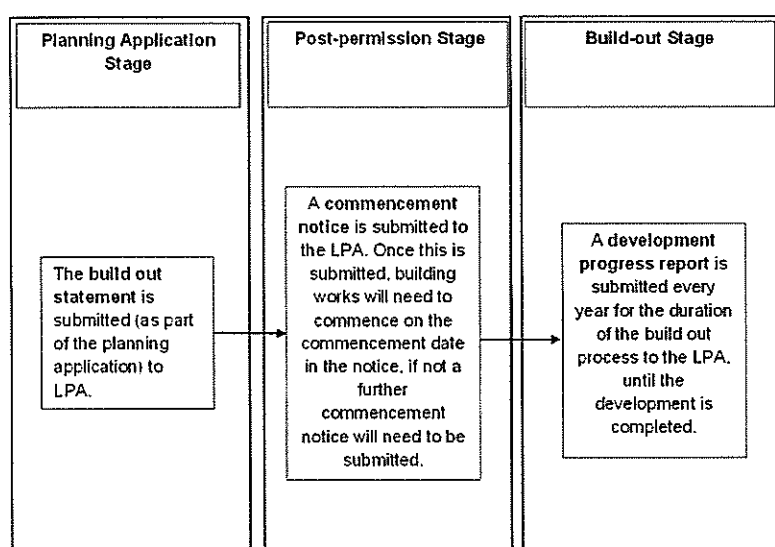 Planning Application
Stage
Post-permission Stage
Build-out Stage
The build out
statement is
submitted (as part
of the planning
application) to
LPA.
A commencement
notice is submitted to
the LPA. Once this is
submitted, building
works will need to
commence on the
commencement date
in the notice, if not a
further
commencement
notice will need to be
submitted.
A development
progress report is
submitted every
year for the duration
of the build out
process to the LPA,
until the
development is
completed.